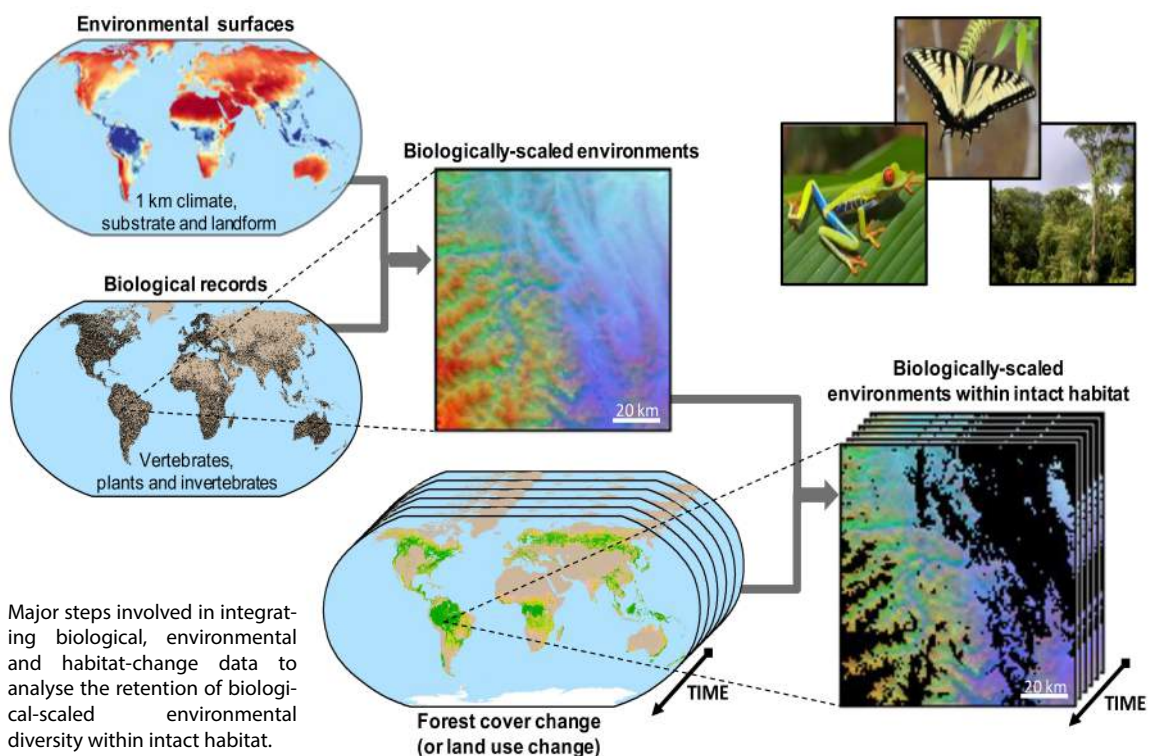 Environmental surfaces
1 km climate,
substrate and landform
Biological records
Vertebrates,
plants and invertebrates
Biologically-scaled environments
20 km
Biologically-scaled
environments within intact habitat
20 km
TIME
TIME
Forest cover change
(or land use change)
Major steps involved in integrat-
ing biological, environmental
and habitat-change data to
analyse the retention of biologi-
cal-scaled environmental
diversity within intact habitat.